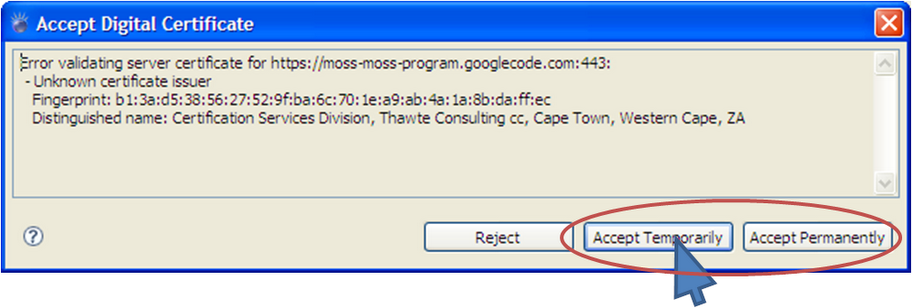 Accept Digital Certificate
Error validating server certificate for https://moss-moss-program.googlecode.com:443:
- Unknown certificate issuer
Fingerprint: b1:3a:d5:38:56:27:52:9f:ba:6c:70:1e:a9:ab:4a:1a:8b:da:ff:ec
Distinguished name: Certification Services Division, Thawte Consulting cc, Cape Town, Western Cape, ZA
? Reject Accept Temporarily Accept Permanently